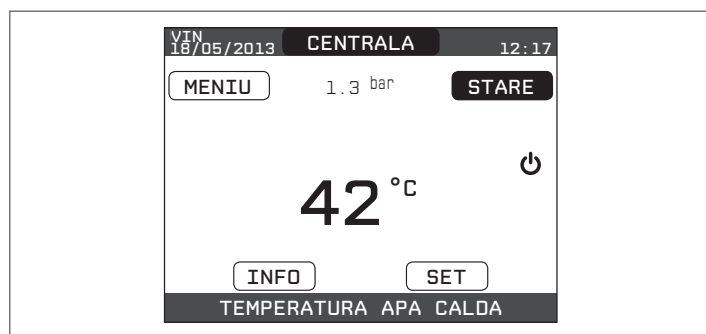 VIN
18/05/2013 CENTRALA 12:17
MENIU 1.3 bar STARE
42 °C
INFO SET
TEMPERATURA APA CALDA